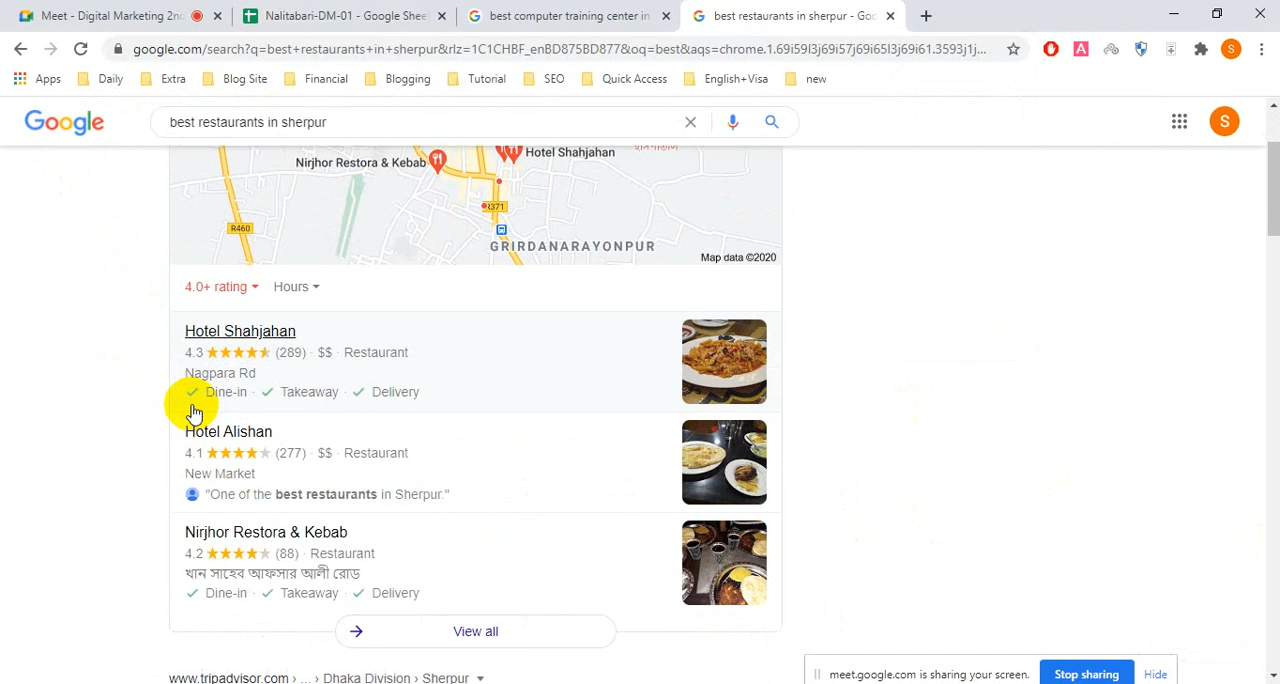 Meet - Digital Marketing 2nd
Nalitabari-DM-01 - Google Shee
best computer training center in
best restaurants in sherpur - Goo
google.com/search?q=best+restaurants+in+sherpur&rlz=1C1CHBF_enBD875BD877&oq=best&aqs=chrome.1.69i59l3j69i57j69i65l3j69i61.3593j1j...
Apps Daily Extra Blog Site Financial Blogging Tutorial SEO Quick Access English+Visa new
Google best restaurants in sherpur S
Nirjhor Restora & Kebab
Hotel Shahjahan
R371
R460
GRIRDANARAYONPUR
Map data ©2020
4.0+ rating Hours
Hotel Shahjahan
4.3 (289) · $$ · Restaurant
Nagpara Rd
Dine-in · Takeaway · Delivery
Hotel Alishan
4.1 (277) · $$ · Restaurant
New Market
"One of the best restaurants in Sherpur."
Nirjhor Restora & Kebab
4.2 (88) · Restaurant
খান সাহেব আফসার আলী রোড
Dine-in · Takeaway · Delivery
View all
www.tripadvisor.com › ... › Dhaka Division › Sherpur
meet.google.com is sharing your screen. Stop sharing Hide